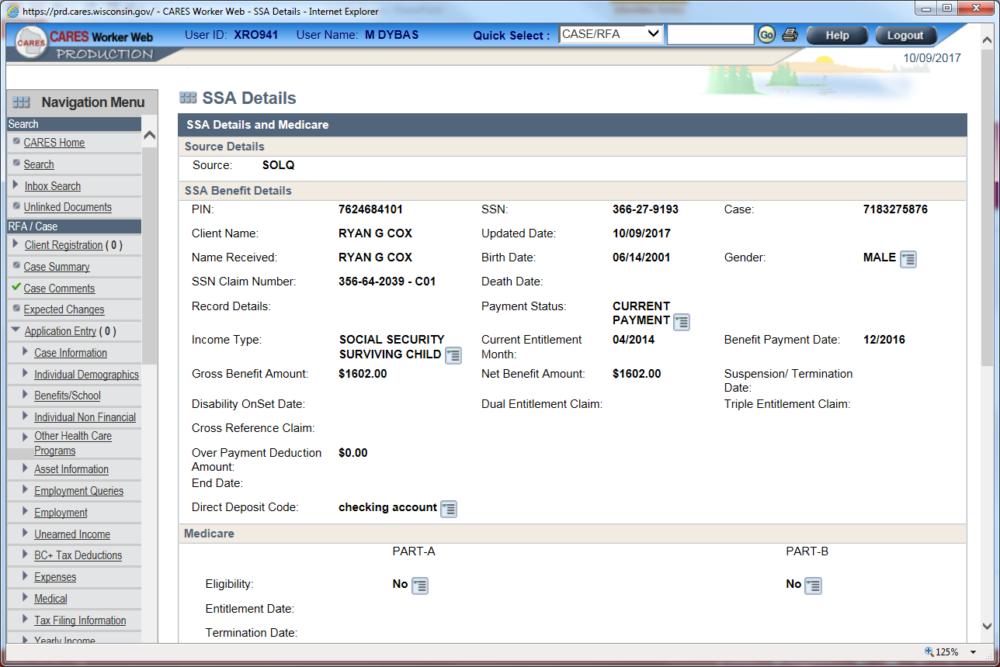 https://prd.cares.wisconsin.gov/ - CARES Worker Web - SSA Details - Internet Explorer
CARES CARES Worker Web
PRODUCTION
User ID: XRO941 User Name: M DYBAS Quick Select : CASE/RFA Go Help Logout
10/09/2017
Navigation Menu
Search
CARES Home
Search
Inbox Search
Unlinked Documents
RFA / Case
Client Registration ( 0 )
Case Summary
Case Comments
Expected Changes
Application Entry ( 0 )
Case Information
Individual Demographics
Benefits/School
Individual Non Financial
Other Health Care
Programs
Asset Information
Employment Queries
Employment
Unearned Income
BC+ Tax Deductions
Expenses
Medical
Tax Filing Information
Yearly Income
SSA Details
SSA Details and Medicare
Source Details
Source: SOLQ
SSA Benefit Details
PIN: 7624684101 SSN: 366-27-9193 Case: 7183275876
Client Name: RYAN G COX Updated Date: 10/09/2017
Name Received: RYAN G COX Birth Date: 06/14/2001 Gender: MALE
SSN Claim Number: 356-64-2039 - C01 Death Date:
Record Details: Payment Status: CURRENT
PAYMENT
Income Type: SOCIAL SECURITY Current Entitlement 04/2014 Benefit Payment Date: 12/2016
SURVIVING CHILD Month:
Gross Benefit Amount: $1602.00 Net Benefit Amount: $1602.00 Suspension/ Termination
Date:
Disability OnSet Date: Dual Entitlement Claim: Triple Entitlement Claim:
Cross Reference Claim:
Over Payment Deduction $0.00
Amount:
End Date:
Direct Deposit Code: checking account
Medicare
PART-A PART-B
Eligibility: No No
Entitlement Date:
Termination Date:
125%